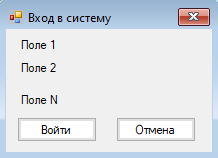 Вход в систему
Поле 1
Поле 2
Поле N
Войти Отмена